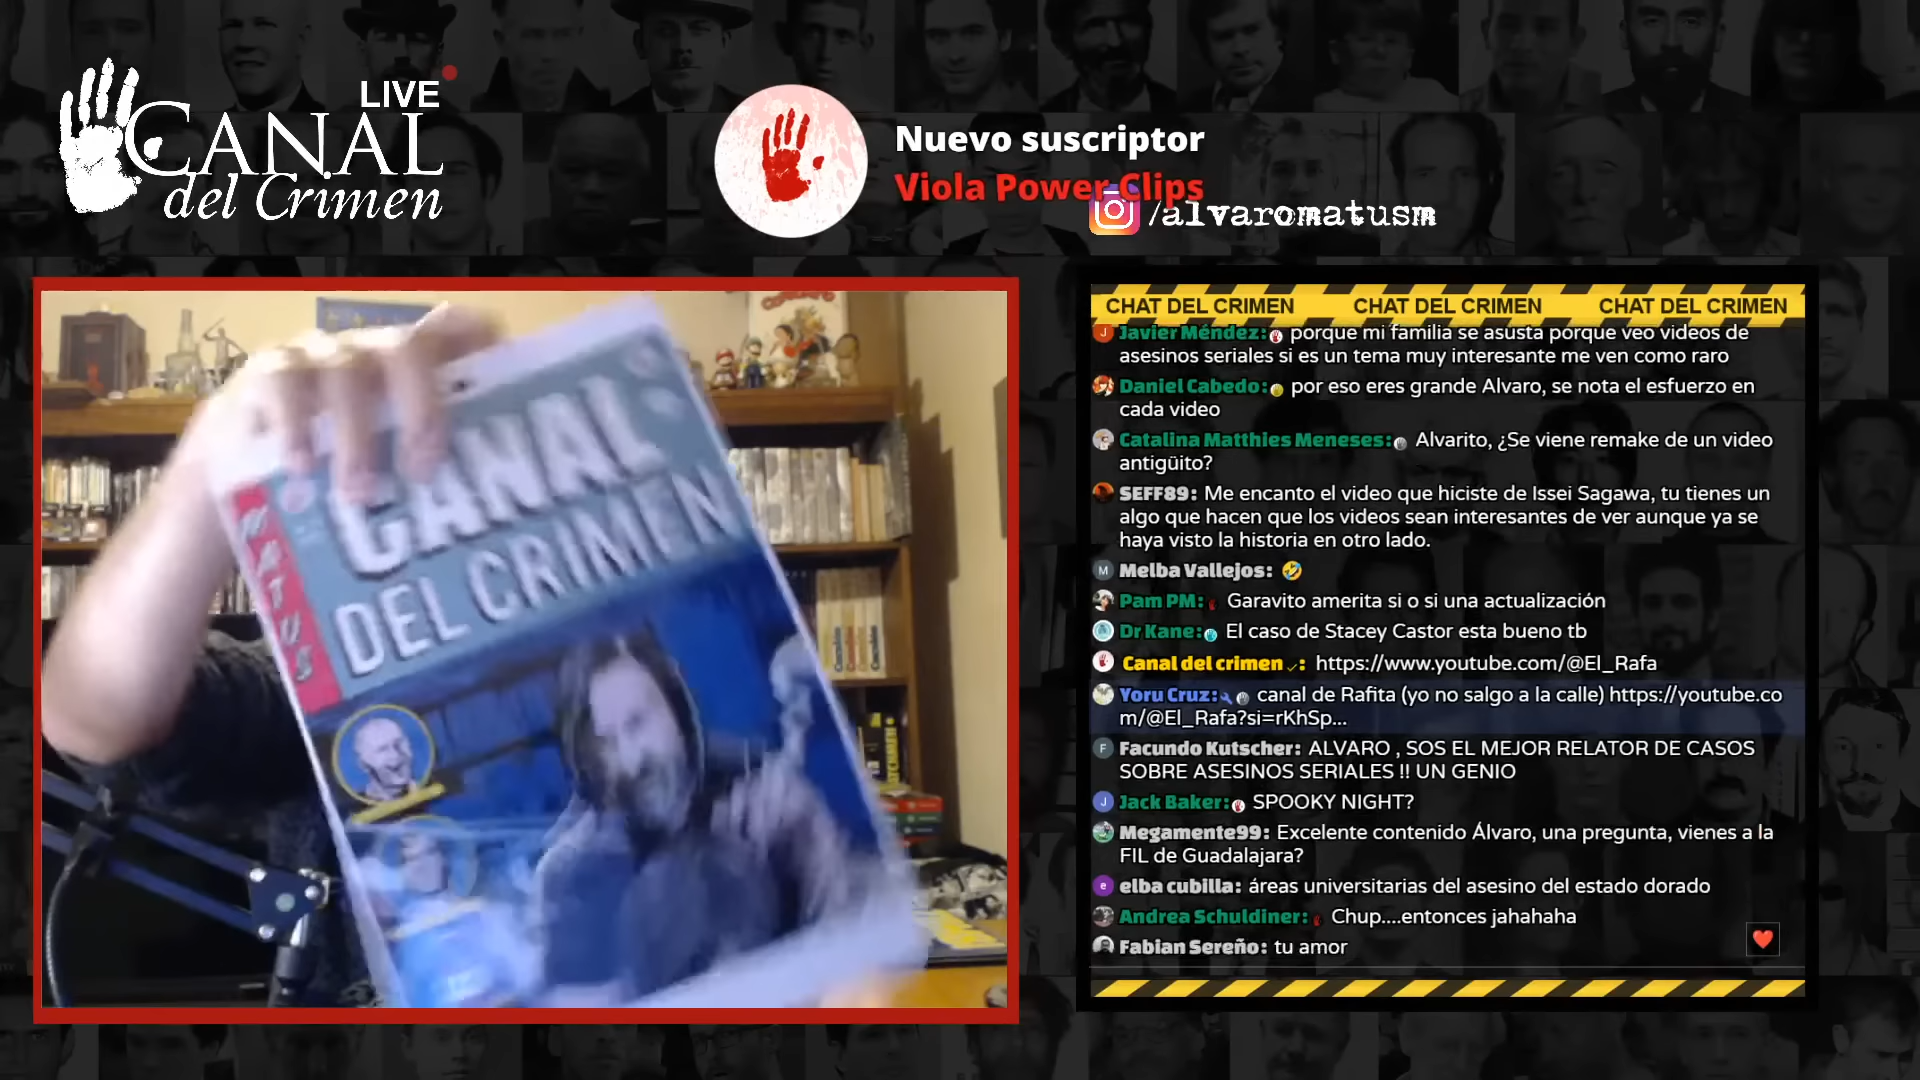 LIVE
CANAL
del Crimen
Nuevo suscriptor
Viola Power Clips
/alvaromatusm
CHAT DEL CRIMEN CHAT DEL CRIMEN CHAT DEL CRIMEN
Javier Méndez: porque mi familia se asusta porque veo videos de
asesinos seriales si es un tema muy interesante me ven como raro
Daniel Cabedo: por eso eres grande Alvaro, se nota el esfuerzo en
cada video
Catalina Matthies Meneses: Alvarito, ¿Se viene remake de un video
antigüito?
SEFF89: Me encanto el video que hiciste de Issei Sagawa, tu tienes un
algo que hacen que los videos sean interesantes de ver aunque ya se
haya visto la historia en otro lado.
M Melba Vallejos: 🤣
Pam PM: Garavito amerita si o si una actualización
Dr Kane: El caso de Stacey Castor esta bueno tb
Canal del crimen ✓: https://www.youtube.com/@El_Rafa
Yoru Cruz: canal de Rafita (yo no salgo a la calle) https://youtube.co
m/@El_Rafa?si=rKhSp...
F Facundo Kutscher: ALVARO , SOS EL MEJOR RELATOR DE CASOS
SOBRE ASESINOS SERIALES !! UN GENIO
J Jack Baker: SPOOKY NIGHT?
Megamente99: Excelente contenido Álvaro, una pregunta, vienes a la
FIL de Guadalajara?
e elba cubilla: áreas universitarias del asesino del estado dorado
Andrea Schuldiner: Chup....entonces jahahaha
Fabian Sereño: tu amor
CANAL
DEL CRIMEN
MATUS